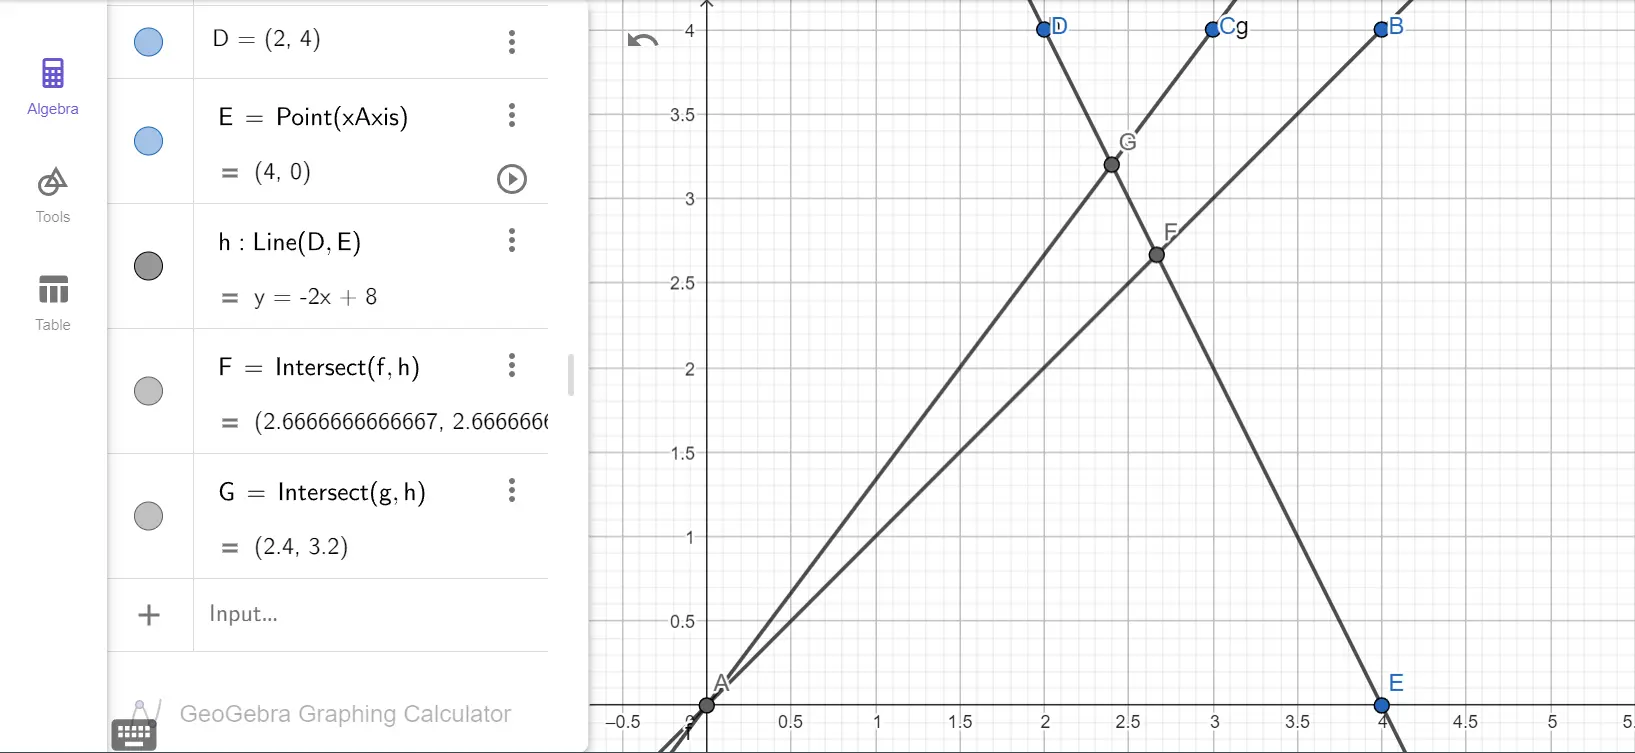 Algebra
Tools
Table
D = (2, 4)
E = Point(xAxis)
= (4, 0)
h : Line(D, E)
= y = -2x + 8
F = Intersect(f, h)
= (2.6666666666667, 2.666666
G = Intersect(g, h)
= (2.4, 3.2)
+ Input...
GeoGebra Graphing Calculator
D
C
g
B
G
F
A
E
f
4
3.5
3
2.5
2
1.5
1
0.5
–0.5
0.5
1
1.5
2
2.5
3
3.5
4
4.5
5
5.